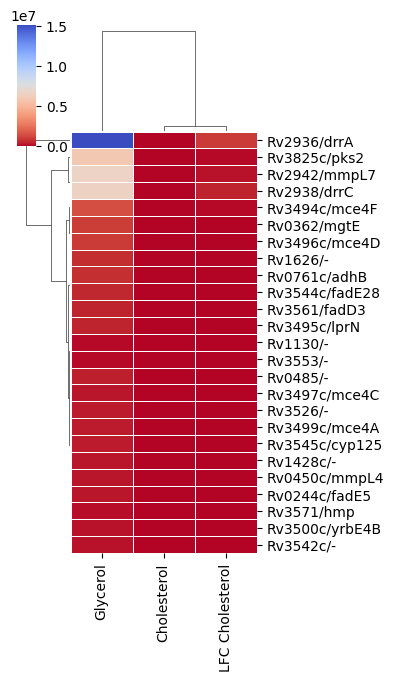 1e7
1.5
1.0
0.5
0.0
Rv2936/drrA
Rv3825c/pks2
Rv2942/mmpL7
Rv2938/drrC
Rv3494c/mce4F
Rv0362/mgtE
Rv3496c/mce4D
Rv1626/-
Rv0761c/adhB
Rv3544c/fadE28
Rv3561/fadD3
Rv3495c/lprN
Rv1130/-
Rv3553/-
Rv0485/-
Rv3497c/mce4C
Rv3526/-
Rv3499c/mce4A
Rv3545c/cyp125
Rv1428c/-
Rv0450c/mmpL4
Rv0244c/fadE5
Rv3571/hmp
Rv3500c/yrbE4B
Rv3542c/-
Glycerol
Cholesterol
LFC Cholesterol